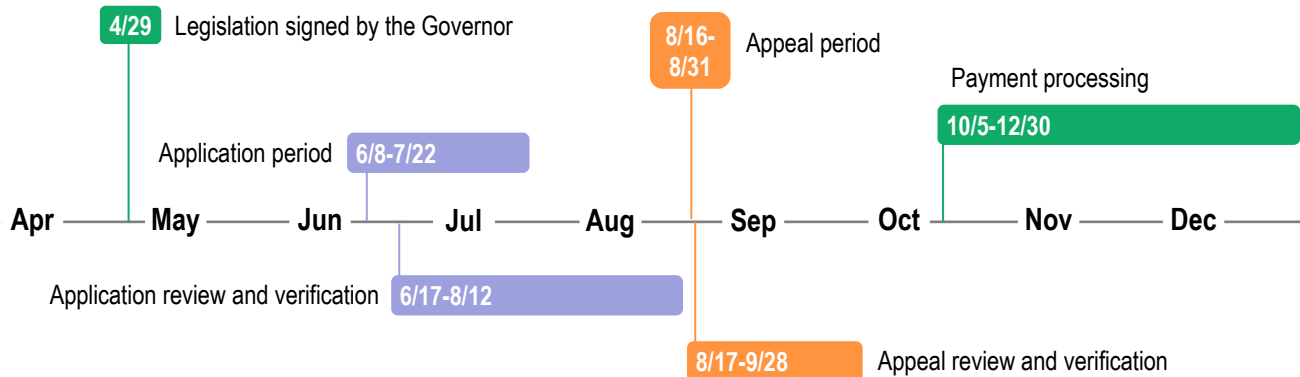 4/29 Legislation signed by the Governor
8/16-
8/31
Appeal period
Payment processing
10/5-12/30
Application period 6/8-7/22
Apr May Jun Jul Aug Sep Oct Nov Dec
Application review and verification 6/17-8/12
8/17-9/28 Appeal review and verification